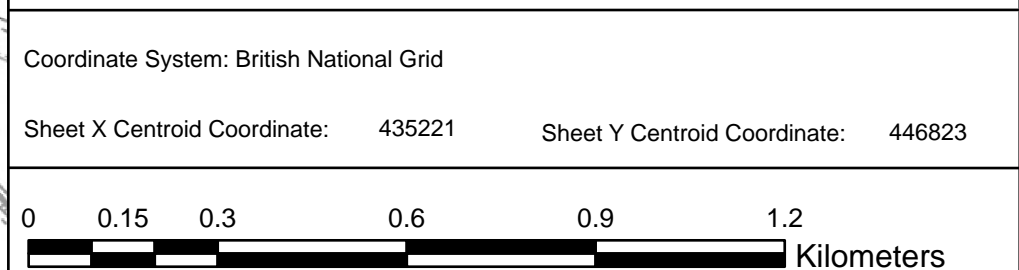 Coordinate System: British National Grid
Sheet X Centroid Coordinate: 435221 Sheet Y Centroid Coordinate: 446823
0 0.15 0.3 0.6 0.9 1.2
Kilometers